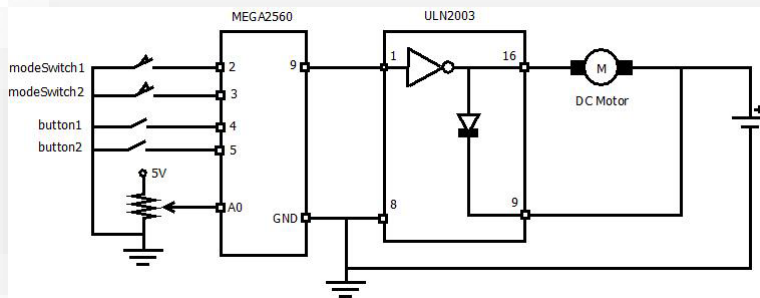 MEGA2560
ULN2003
modeSwitch1
2
9
1
16
M
DC Motor
modeSwitch2
3
button1
4
button2
5
5V
A0
GND
8
9
+